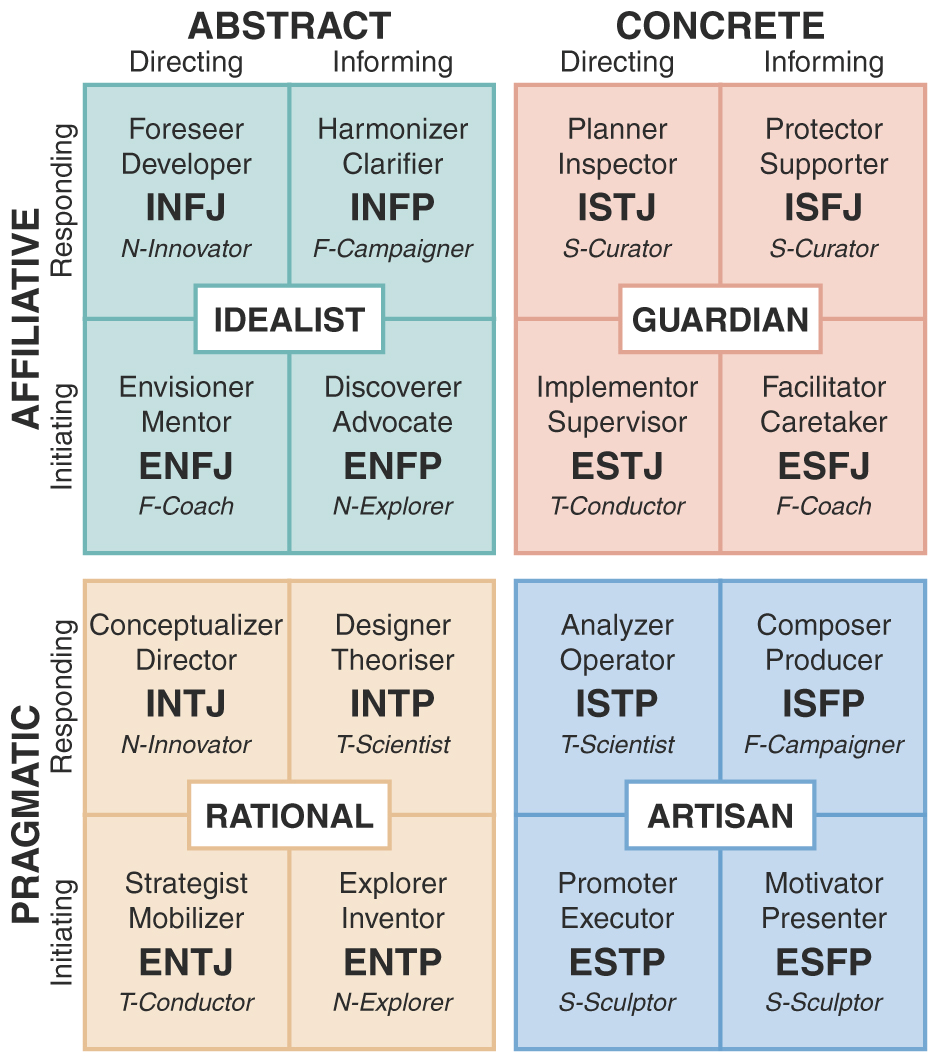 ABSTRACT
CONCRETE
Directing
Informing
Directing
Informing
AFFILIATIVE
Responding
Foreseer
Developer
INFJ
N-Innovator
Harmonizer
Clarifier
INFP
F-Campaigner
Planner
Inspector
ISTJ
S-Curator
Protector
Supporter
ISFJ
S-Curator
IDEALIST
GUARDIAN
Initiating
Envisioner
Mentor
ENFJ
F-Coach
Discoverer
Advocate
ENFP
N-Explorer
Implementor
Supervisor
ESTJ
T-Conductor
Facilitator
Caretaker
ESFJ
F-Coach
PRAGMATIC
Responding
Conceptualizer
Director
INTJ
N-Innovator
Designer
Theoriser
INTP
T-Scientist
Analyzer
Operator
ISTP
T-Scientist
Composer
Producer
ISFP
F-Campaigner
RATIONAL
ARTISAN
Initiating
Strategist
Mobilizer
ENTJ
T-Conductor
Explorer
Inventor
ENTP
N-Explorer
Promoter
Executor
ESTP
S-Sculptor
Motivator
Presenter
ESFP
S-Sculptor